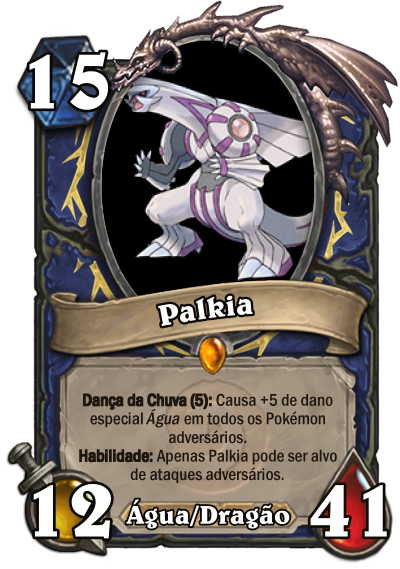 15
Palkia
Dança da Chuva (5): Causa +5 de dano
especial Água em todos os Pokémon
adversários.
Habilidade: Apenas Palkia pode ser alvo
de ataques adversários.
12 Água/Dragão 41